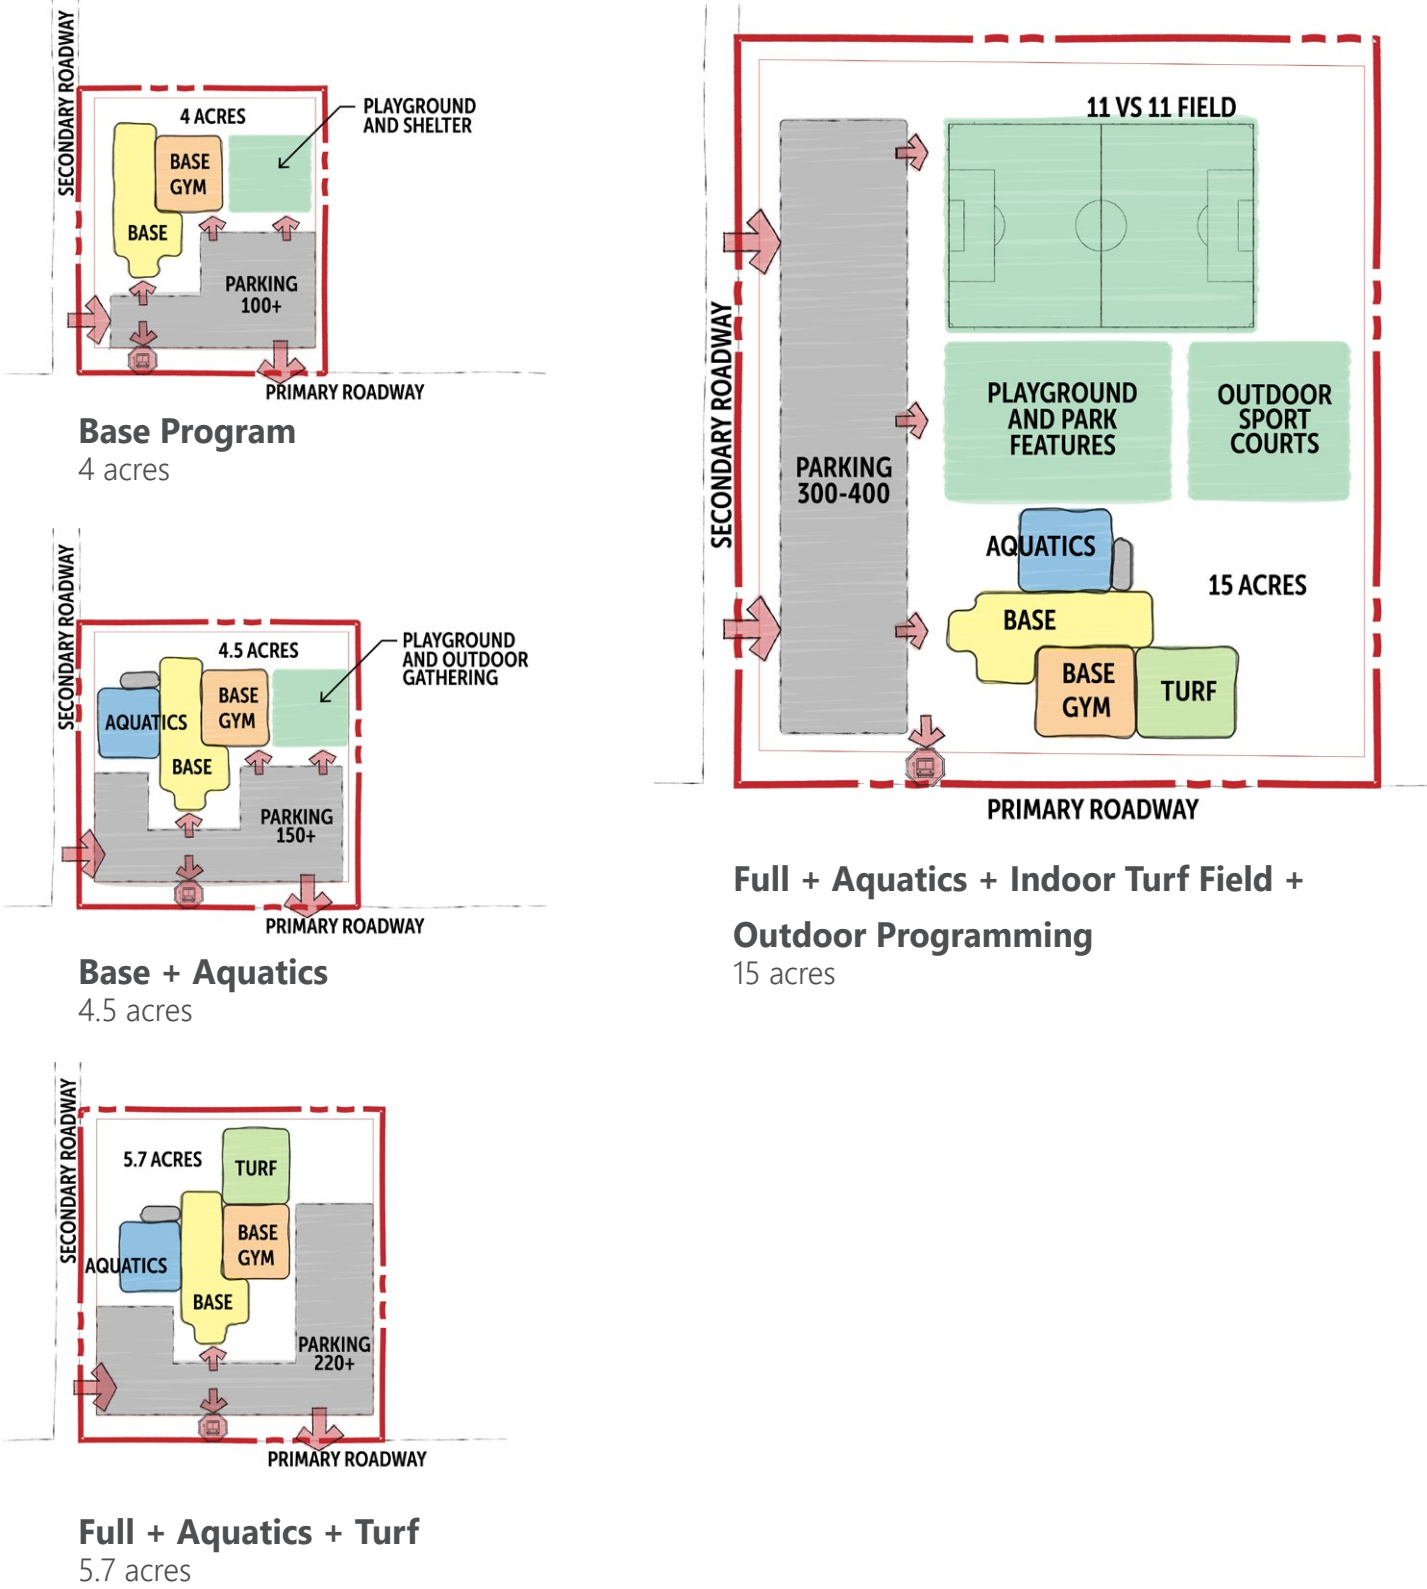 SECONDARY ROADWAY
4 ACRES
PLAYGROUND
AND SHELTER
BASE
GYM
BASE
PARKING
100+
PRIMARY ROADWAY
Base Program
4 acres
SECONDARY ROADWAY
4.5 ACRES
PLAYGROUND
AND OUTDOOR
GATHERING
AQUATICS
BASE
GYM
BASE
PARKING
150+
PRIMARY ROADWAY
Base + Aquatics
4.5 acres
SECONDARY ROADWAY
5.7 ACRES
TURF
BASE
GYM
AQUATICS
BASE
PARKING
220+
PRIMARY ROADWAY
Full + Aquatics + Turf
5.7 acres
11 VS 11 FIELD
SECONDARY ROADWAY
PLAYGROUND
AND PARK
FEATURES
OUTDOOR
SPORT
COURTS
PARKING
300-400
AQUATICS
15 ACRES
BASE
BASE
GYM
TURF
PRIMARY ROADWAY
Full + Aquatics + Indoor Turf Field +
Outdoor Programming
15 acres